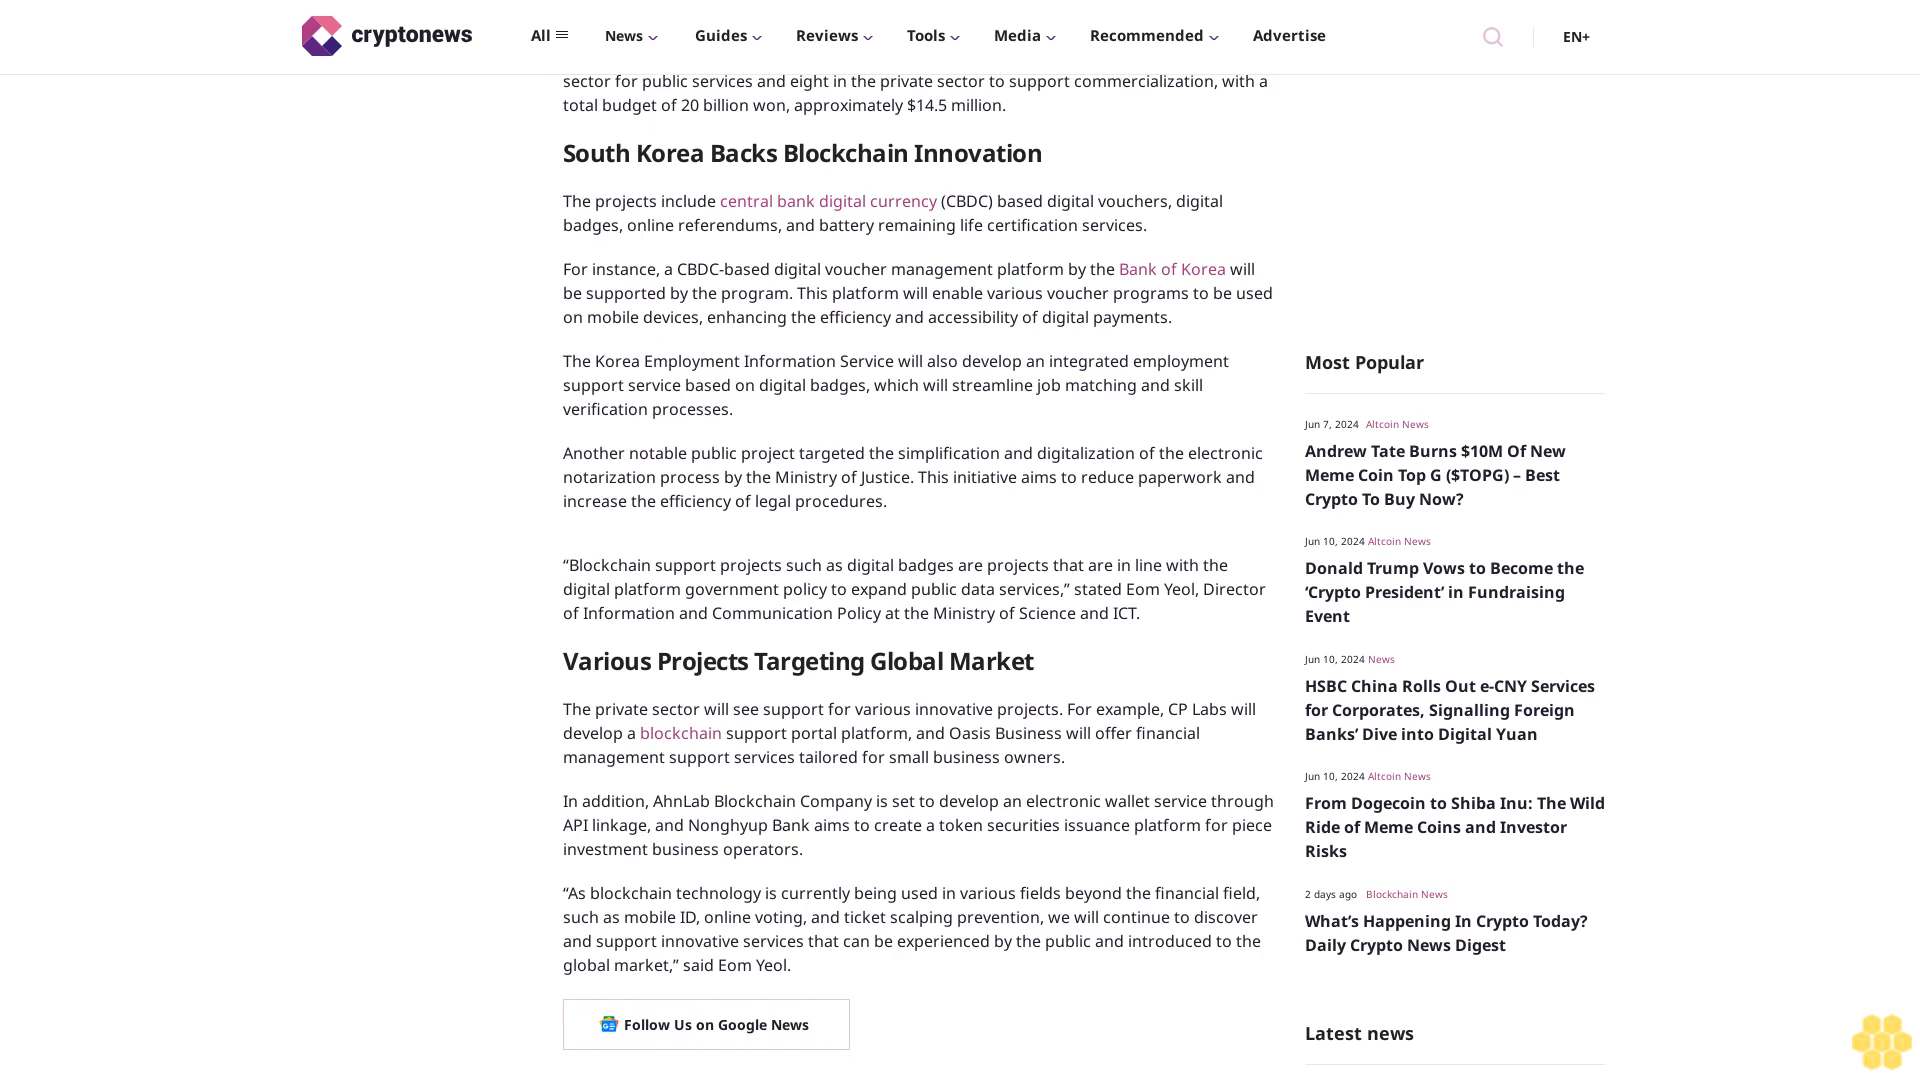 cryptonews
All
News
Guides
Reviews
Tools
Media
Recommended
Advertise
EN+
sector for public services and eight in the private sector to support commercialization, with a
total budget of 20 billion won, approximately $14.5 million.
South Korea Backs Blockchain Innovation
The projects include central bank digital currency (CBDC) based digital vouchers, digital
badges, online referendums, and battery remaining life certification services.
For instance, a CBDC-based digital voucher management platform by the Bank of Korea will
be supported by the program. This platform will enable various voucher programs to be used
on mobile devices, enhancing the efficiency and accessibility of digital payments.
The Korea Employment Information Service will also develop an integrated employment
support service based on digital badges, which will streamline job matching and skill
verification processes.
Another notable public project targeted the simplification and digitalization of the electronic
notarization process by the Ministry of Justice. This initiative aims to reduce paperwork and
increase the efficiency of legal procedures.
“Blockchain support projects such as digital badges are projects that are in line with the
digital platform government policy to expand public data services,” stated Eom Yeol, Director
of Information and Communication Policy at the Ministry of Science and ICT.
Various Projects Targeting Global Market
The private sector will see support for various innovative projects. For example, CP Labs will
develop a blockchain support portal platform, and Oasis Business will offer financial
management support services tailored for small business owners.
In addition, AhnLab Blockchain Company is set to develop an electronic wallet service through
API linkage, and Nonghyup Bank aims to create a token securities issuance platform for piece
investment business operators.
“As blockchain technology is currently being used in various fields beyond the financial field,
such as mobile ID, online voting, and ticket scalping prevention, we will continue to discover
and support innovative services that can be experienced by the public and introduced to the
global market,” said Eom Yeol.
Follow Us on Google News
Most Popular
Jun 7, 2024 Altcoin News
Andrew Tate Burns $10M Of New
Meme Coin Top G ($TOPG) – Best
Crypto To Buy Now?
Jun 10, 2024 Altcoin News
Donald Trump Vows to Become the
‘Crypto President’ in Fundraising
Event
Jun 10, 2024 News
HSBC China Rolls Out e-CNY Services
for Corporates, Signalling Foreign
Banks’ Dive into Digital Yuan
Jun 10, 2024 Altcoin News
From Dogecoin to Shiba Inu: The Wild
Ride of Meme Coins and Investor
Risks
2 days ago Blockchain News
What’s Happening In Crypto Today?
Daily Crypto News Digest
Latest news